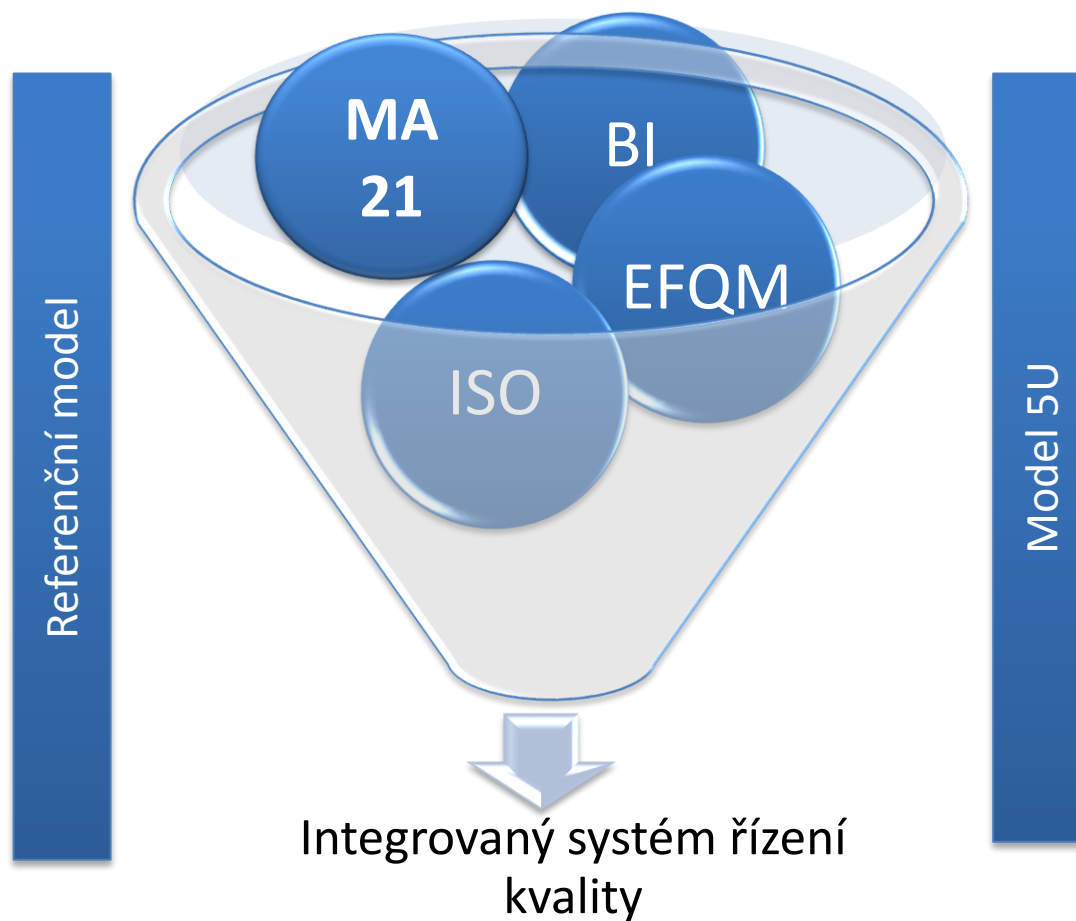 Referenční model
MA
21
BI
EFQM
ISO
Model 5U
Integrovaný systém řízení
kvality